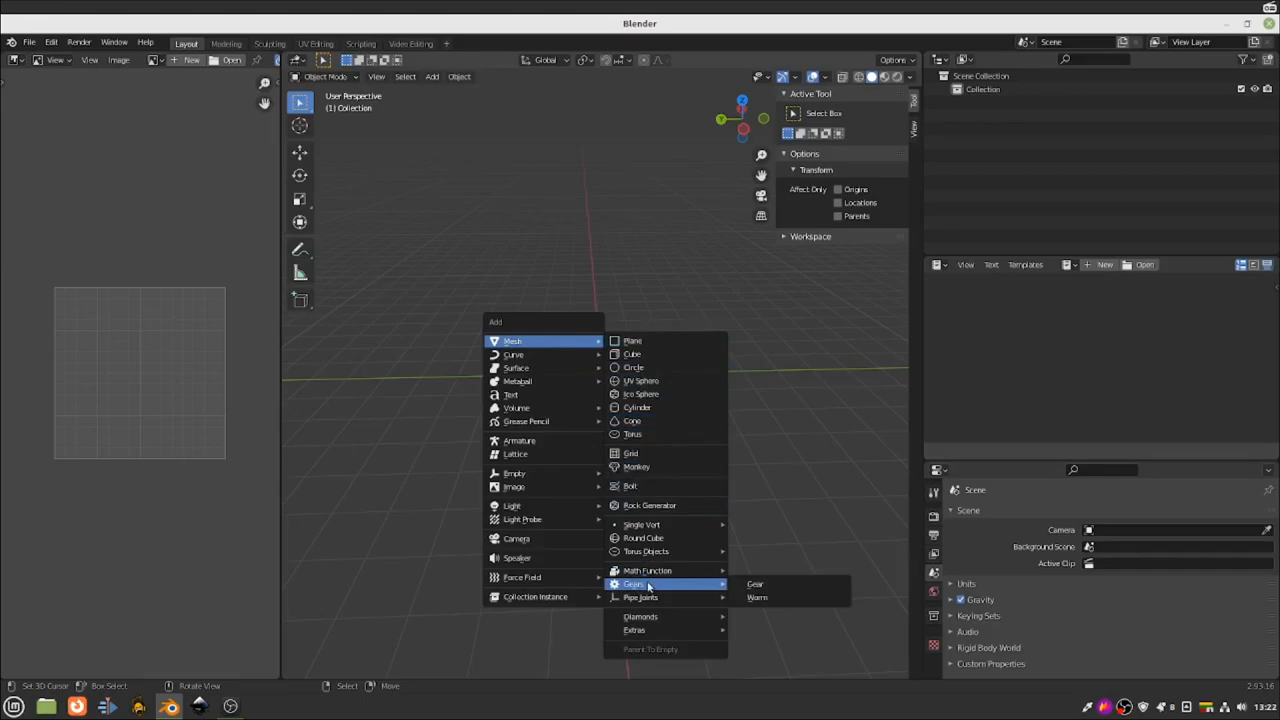 Blender
File Edit Render Window Help Layout Modeling Sculpting UV Editing Scripting Video Editing + Scene View Layer
View View Image New Open Global Options
Object Mode View Select Add Object
User Perspective
(1) Collection
Z
Y
Active Tool
Select Box
Options
Transform
Affect Only Origins
Locations
Parents
Workspace
Tool
View
Scene Collection
Collection
View Text Templates New Open
Add
Mesh
Curve
Surface
Metaball
Text
Volume
Grease Pencil
Armature
Lattice
Empty
Image
Light
Light Probe
Camera
Speaker
Force Field
Collection Instance
Plane
Cube
Circle
UV Sphere
Ico Sphere
Cylinder
Cone
Torus
Grid
Monkey
Bolt
Rock Generator
Single Vert
Round Cube
Torus Objects
Math Function
Gears
Pipe Joints
Diamonds
Extras
Parent To Empty
Gear
Worm
Scene
Scene
Camera
Background Scene
Active Clip
Units
Gravity
Keying Sets
Audio
Rigid Body World
Custom Properties
Set 3D Cursor Box Select Rotate View Select Move 2.93.16
8 13:22